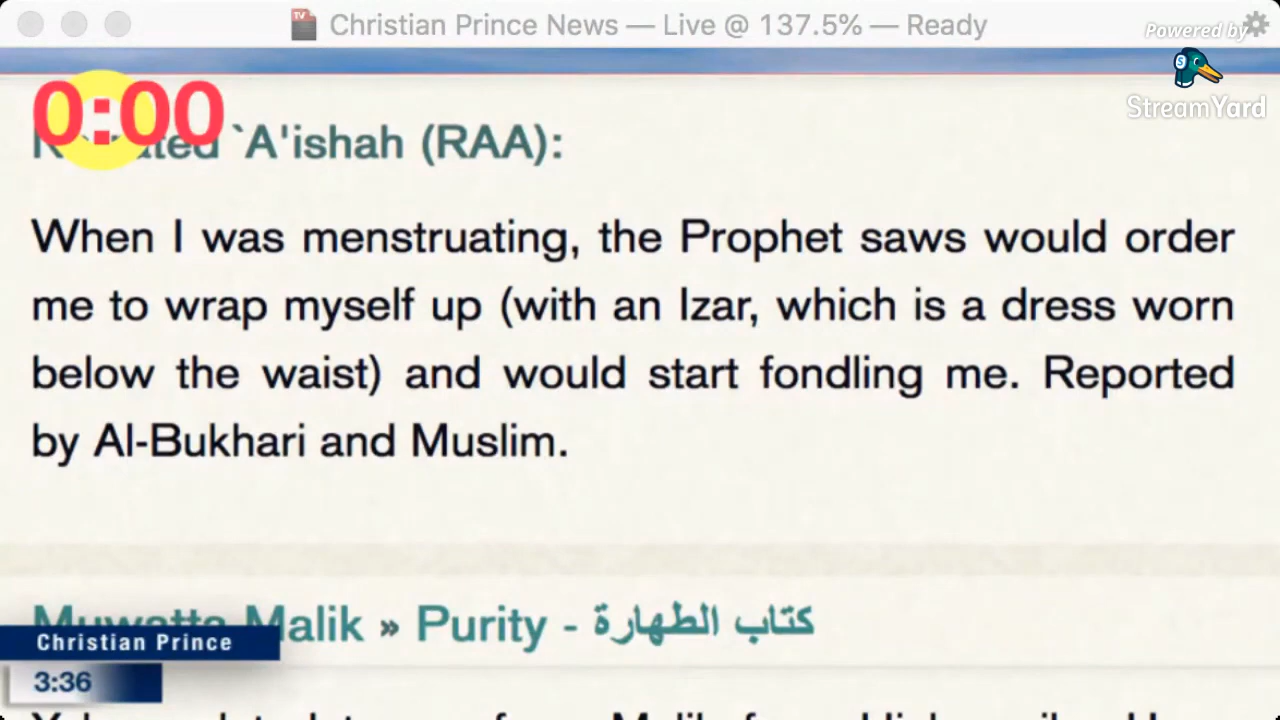 Christian Prince News — Live @ 137.5% — Ready
Powered by
StreamYard
0:00
`A'ishah (RAA):
When I was menstruating, the Prophet saws would order
me to wrap myself up (with an Izar, which is a dress worn
below the waist) and would start fondling me. Reported
by Al-Bukhari and Muslim.
Muwatta Malik » Purity - كتاب الطهارة
Christian Prince
3:36